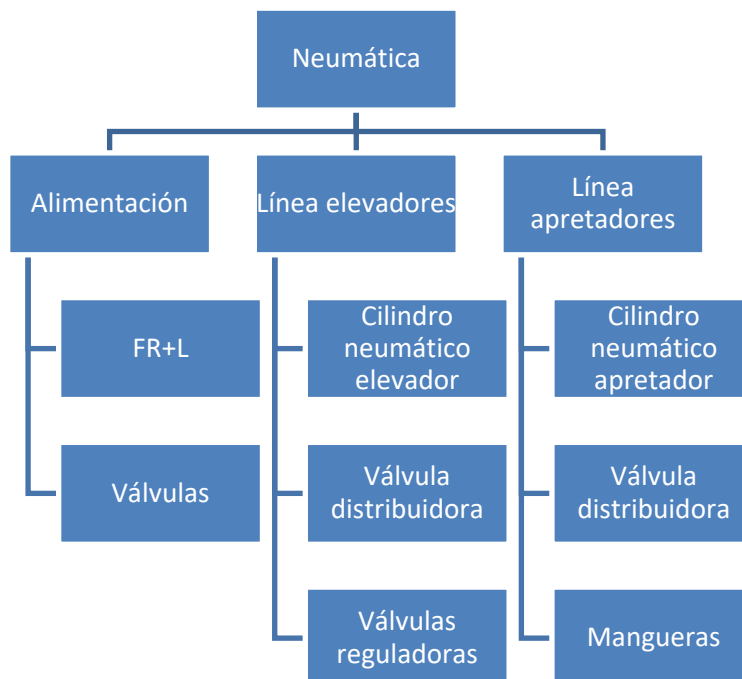 Neumática
Alimentación
FR+L
Válvulas
Línea elevadores
Cilindro
neumático
elevador
Válvula
distribuidora
Válvulas
reguladoras
Línea
apretadores
Cilindro
neumático
apretador
Válvula
distribuidora
Mangueras